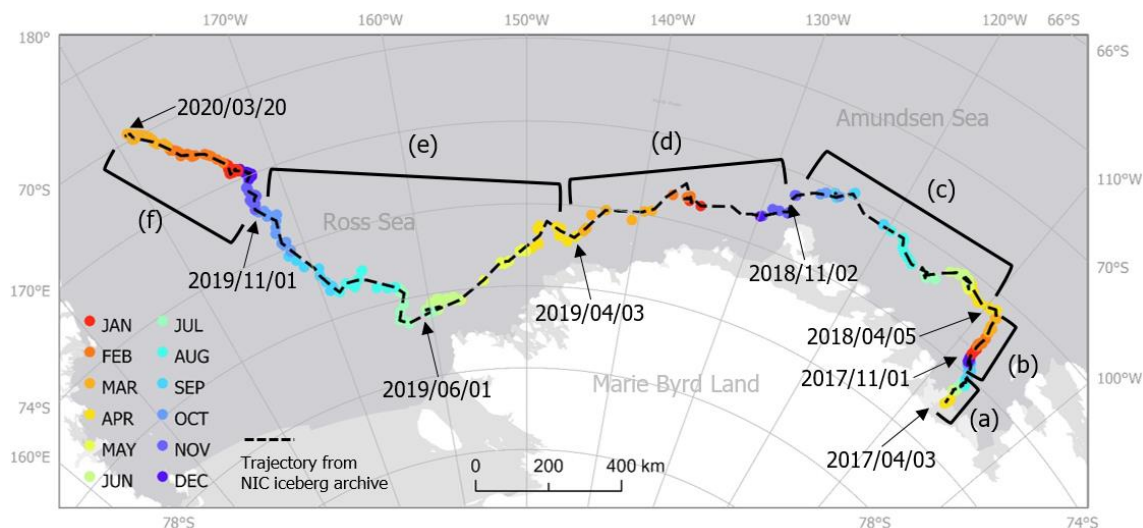 170°W
160°W
150°W
140°W
130°W
120°W
66°S
180°
66°S
2020/03/20
(e)
(d)
Amundsen Sea
(c)
110°W
70°S
(f)
Ross Sea
2019/11/01
2018/11/02
70°S
2019/04/03
170°E
JAN
JUL
FEB
AUG
MAR
SEP
APR
OCT
MAY
NOV
JUN
DEC
2018/04/05
(b)
2017/11/01
2019/06/01
Marie Byrd Land
100°W
(a)
74°S
2017/04/03
160°E
Trajectory from
NIC iceberg archive
0 200 400 km
78°S
78°S
74°S